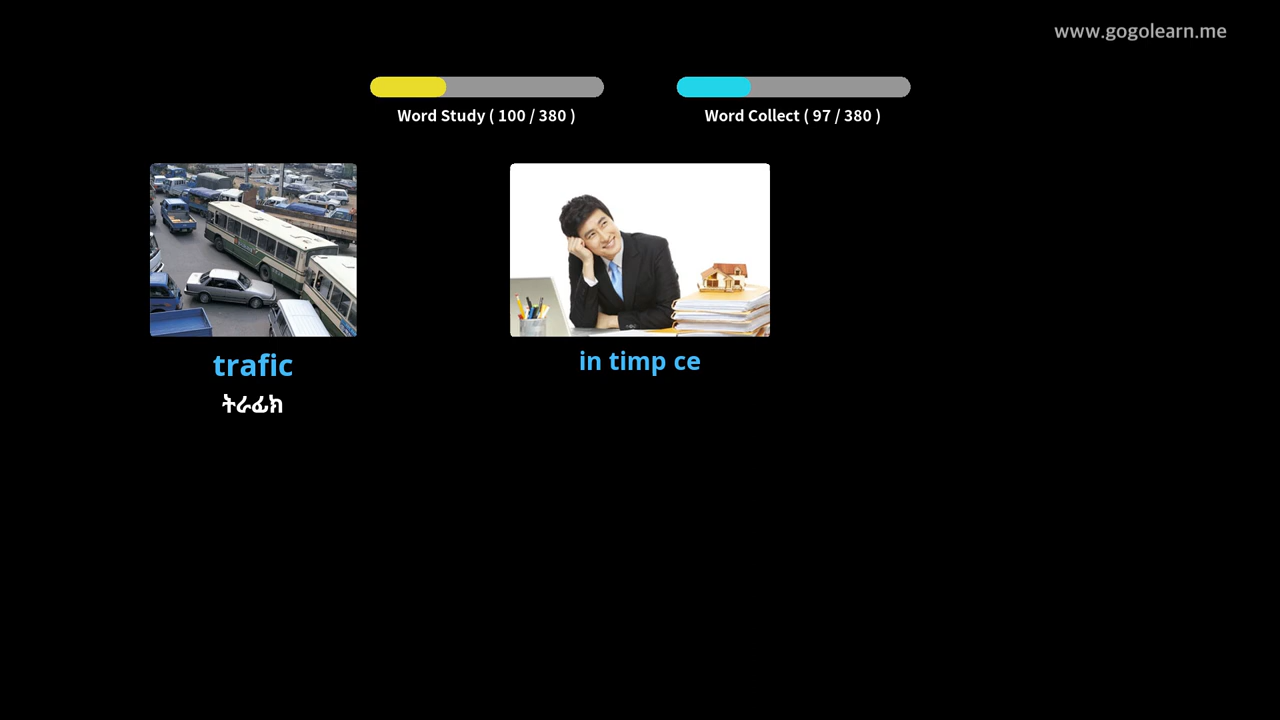 www.gogolearn.me
Word Study ( 100 / 380 )
Word Collect ( 97 / 380 )
trafic
ትራፊክ
in timp ce